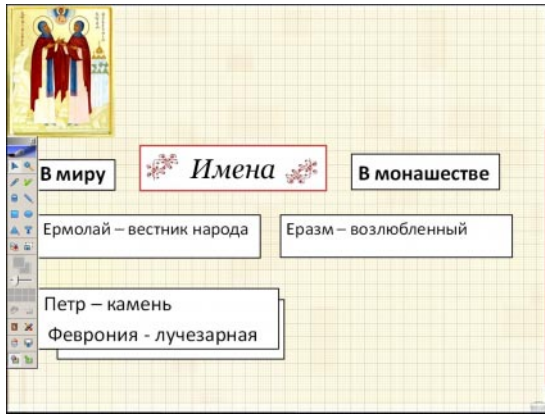 В миру
Имена
В монашестве
Ермолай – вестник народа
Еразм – возлюбленный
Петр – камень
Феврония - лучезарная